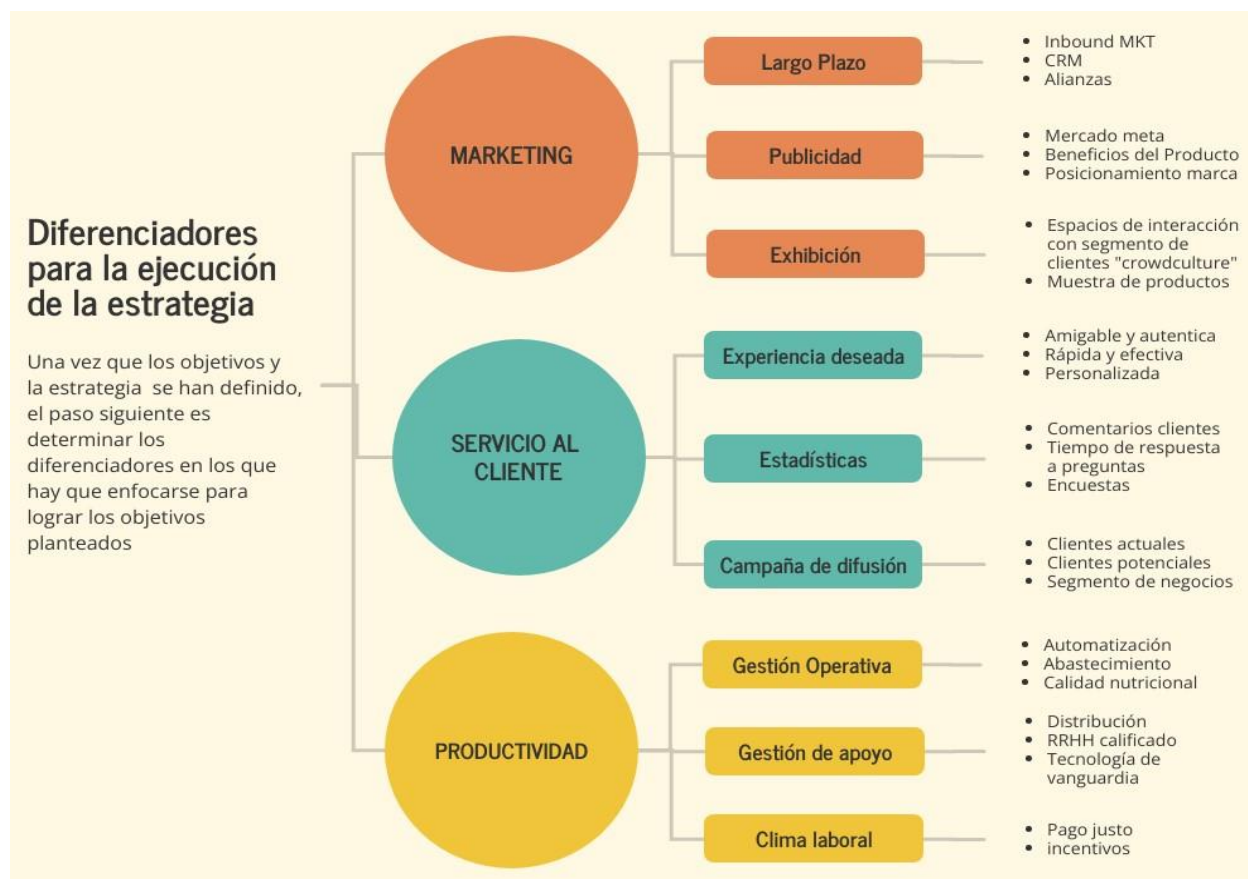 Diferenciadores
para la ejecución
de la estrategia
Una vez que los objetivos y
la estrategia se han definido,
el paso siguiente es
determinar los
diferenciadores en los que
hay que enfocarse para
lograr los objetivos
planteados
MARKETING
Largo Plazo
• Inbound MKT
• CRM
• Alianzas
Publicidad
• Mercado meta
• Beneficios del Producto
• Posicionamiento marca
Exhibición
• Espacios de interacción
con segmento de
clientes "crowdculture"
• Muestra de productos
SERVICIO AL
CLIENTE
Experiencia deseada
• Amigable y autentica
• Rápida y efectiva
• Personalizada
Estadísticas
• Comentarios clientes
• Tiempo de respuesta
a preguntas
• Encuestas
Campaña de difusión
• Clientes actuales
• Clientes potenciales
• Segmento de negocios
PRODUCTIVIDAD
Gestión Operativa
• Automatización
• Abastecimiento
• Calidad nutricional
Gestión de apoyo
• Distribución
• RRHH calificado
• Tecnología de
vanguardia
Clima laboral
• Pago justo
• incentivos